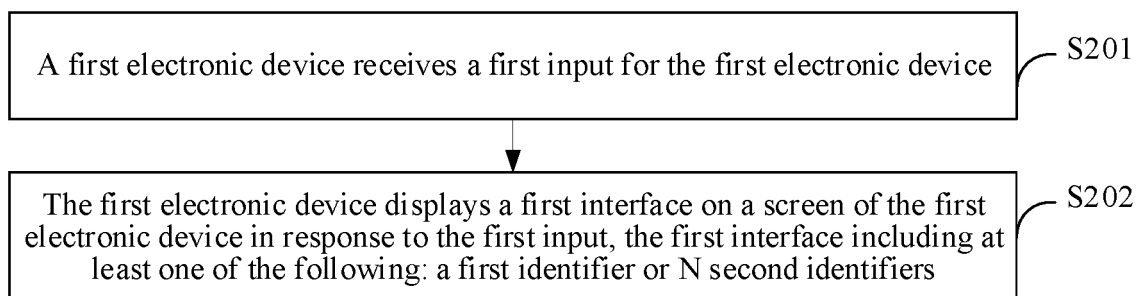 A first electronic device receives a first input for the first electronic device
S201
The first electronic device displays a first interface on a screen of the first
electronic device in response to the first input, the first interface including at
least one of the following: a first identifier or N second identifiers
S202